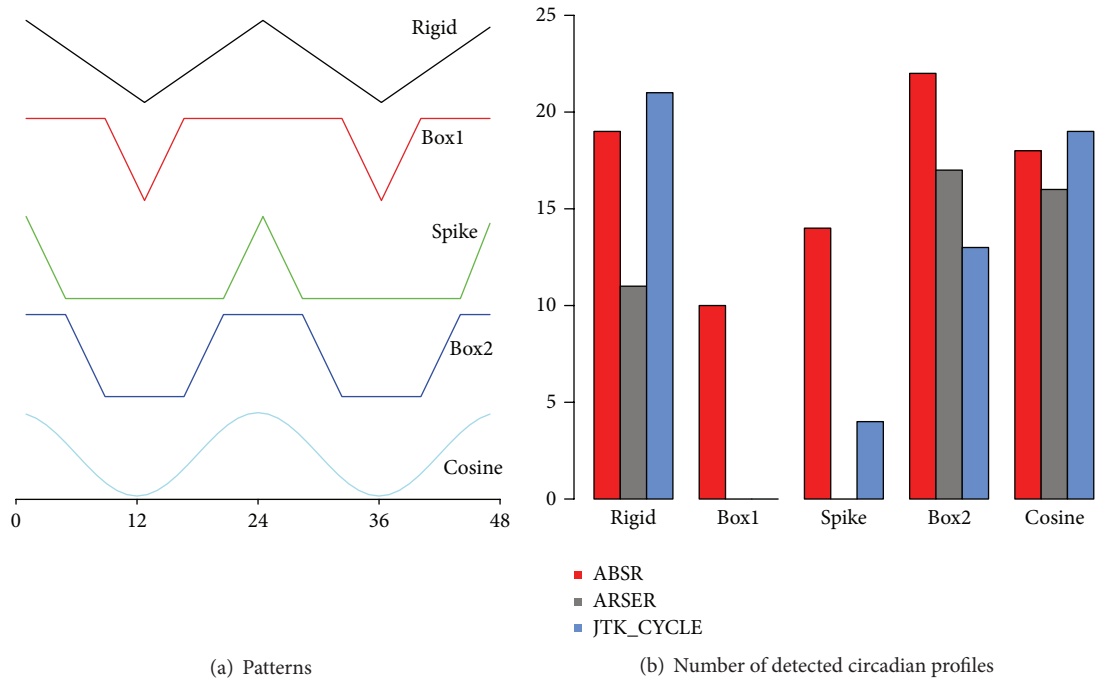 Rigid
Box1
Spike
Box2
Cosine
0 12 24 36 48
(a) Patterns
25
20
15
10
5
0
Rigid Box1 Spike Box2 Cosine
ABSR
ARSER
JTK_CYCLE
(b) Number of detected circadian profiles